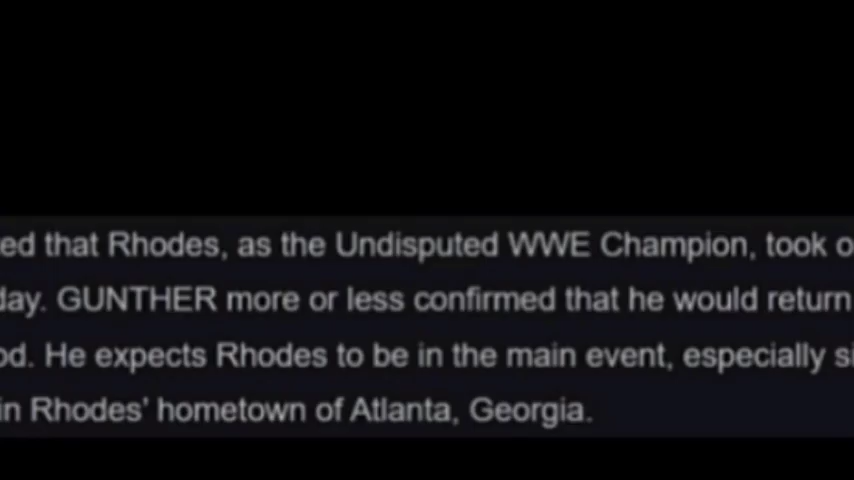 ed that Rhodes, as the Undisputed WWE Champion, took o
day. GUNTHER more or less confirmed that he would return
od. He expects Rhodes to be in the main event, especially si
in Rhodes' hometown of Atlanta, Georgia.